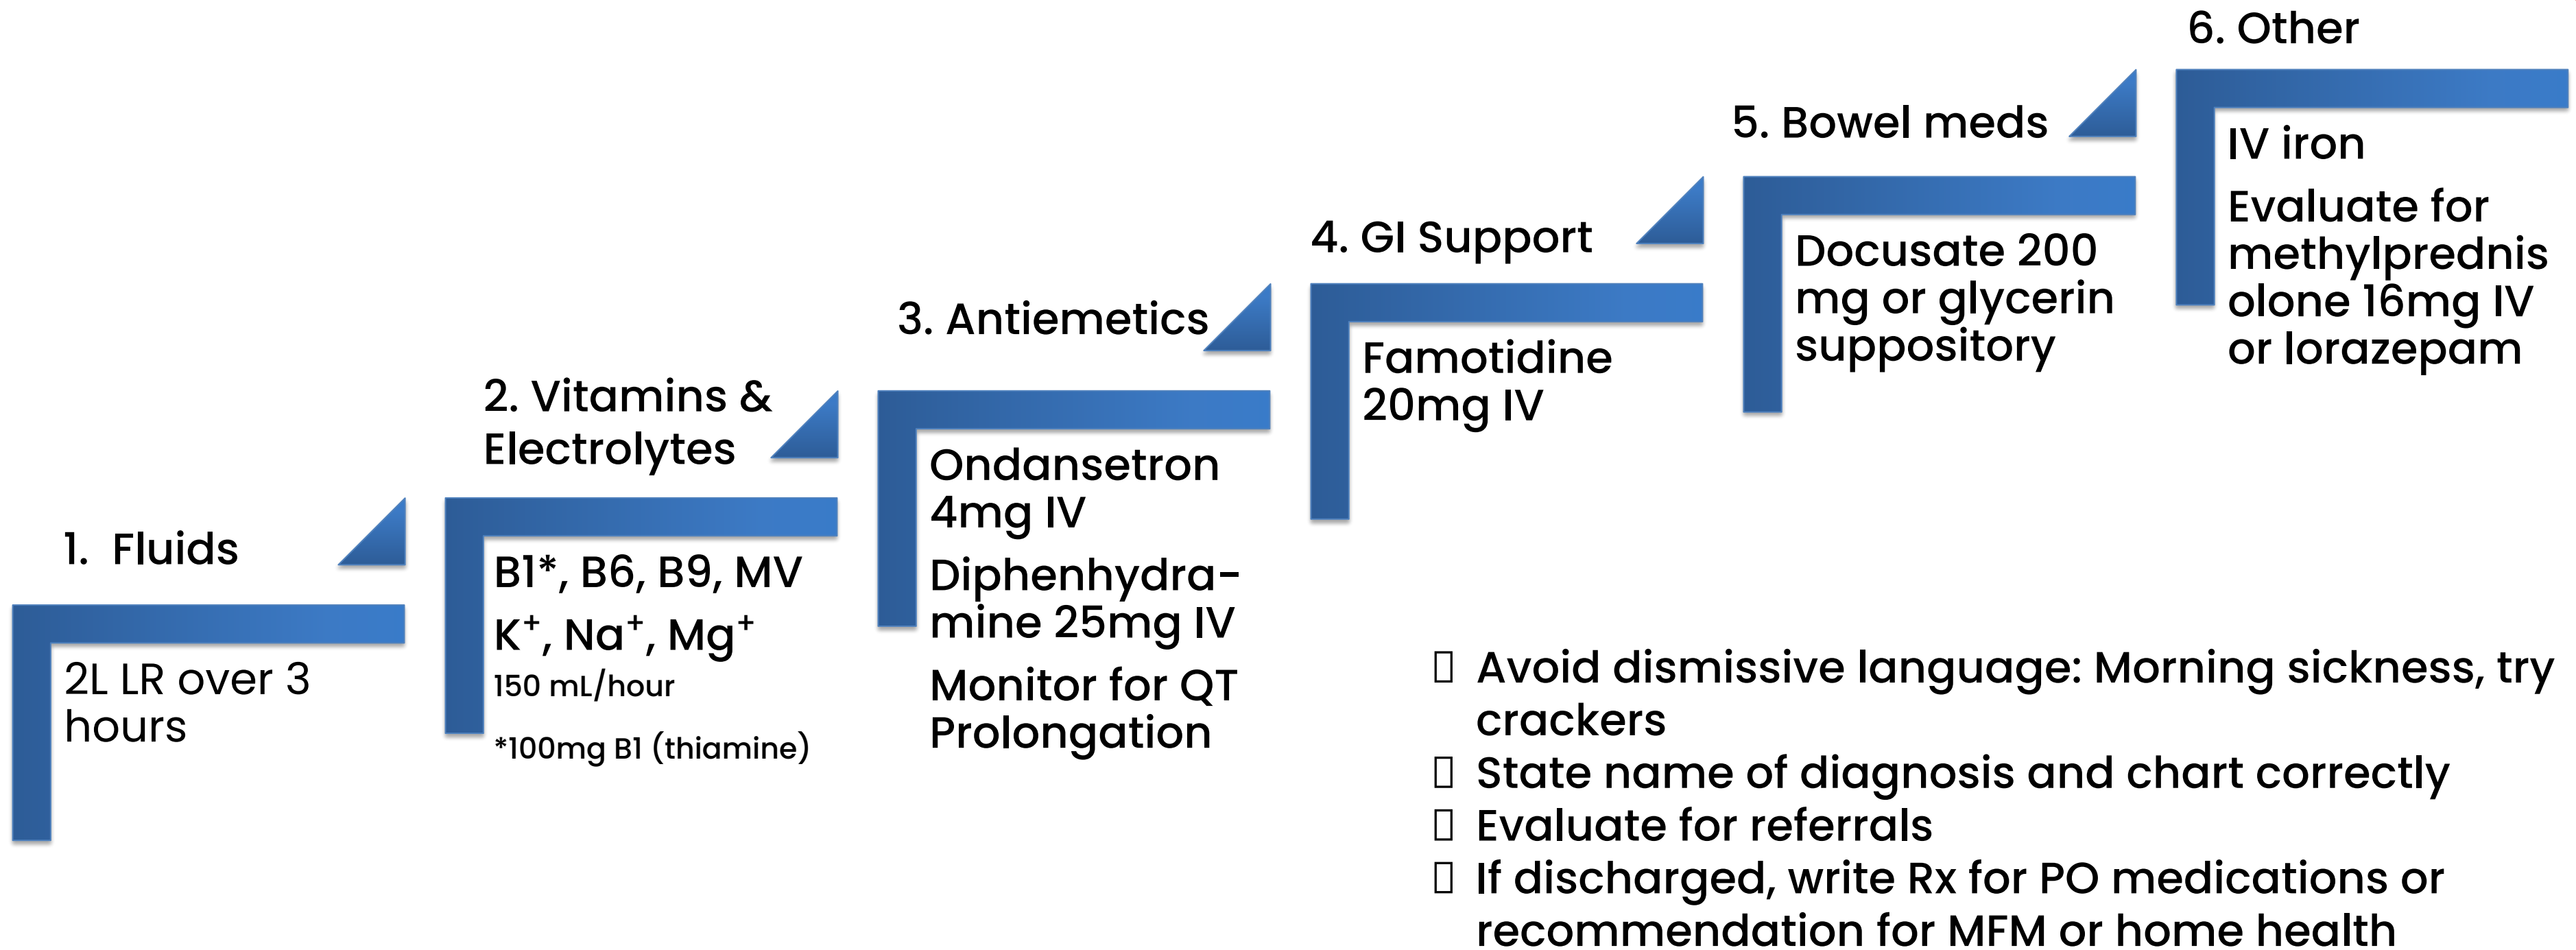 1. Fluids
2L LR over 3
hours
2. Vitamins &
Electrolytes
B1*, B6, B9, MV
K⁺, Na⁺, Mg⁺
150 mL/hour
*100mg B1 (thiamine)
3. Antiemetics
Ondansetron
4mg IV
Diphenhydra-
mine 25mg IV
Monitor for QT
Prolongation
4. GI Support
Famotidine
20mg IV
5. Bowel meds
Docusate 200
mg or glycerin
suppository
6. Other
IV iron
Evaluate for
methylprednis
olone 16mg IV
or lorazepam
Avoid dismissive language: Morning sickness, try
crackers
State name of diagnosis and chart correctly
Evaluate for referrals
If discharged, write Rx for PO medications or
recommendation for MFM or home health